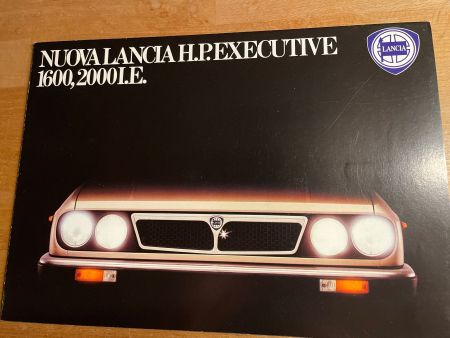 NUOVA LANCIA H.P. EXECUTIVE
1600, 2000 I.E.
LANCIA